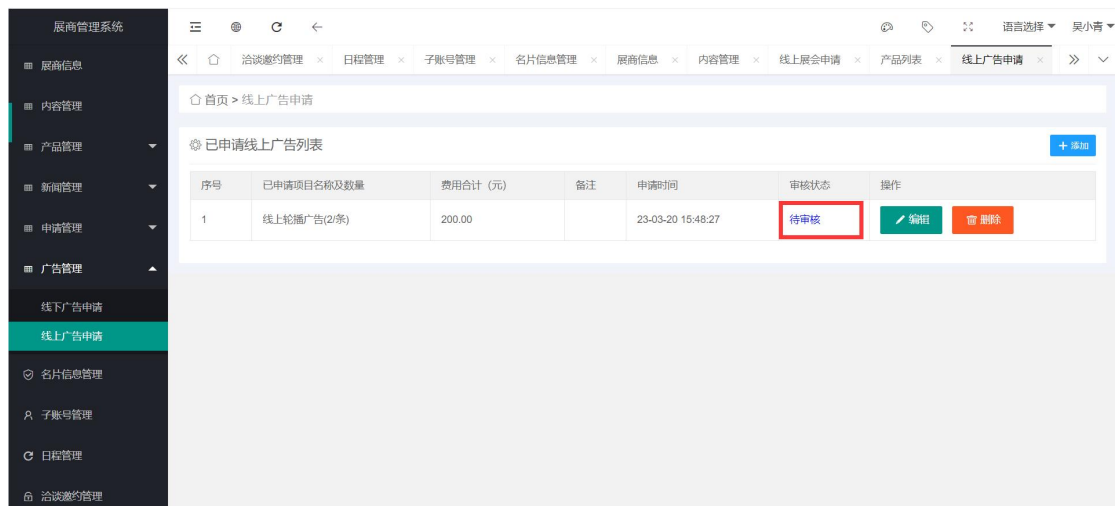 展商管理系统
语言选择 吴小青
洽谈邀约管理 日程管理 子账号管理 名片信息管理 展商信息 内容管理 线上展会申请 产品列表 线上广告申请
首页 > 线上广告申请
已申请线上广告列表
添加
序号 已申请项目名称及数量 费用合计（元） 备注 申请时间 审核状态 操作
1 线上轮播广告(2/条) 200.00 23-03-20 15:48:27 待审核 编辑 删除
展商信息
内容管理
产品管理
新闻管理
申请管理
广告管理
线下广告申请
线上广告申请
名片信息管理
子账号管理
日程管理
洽谈邀约管理